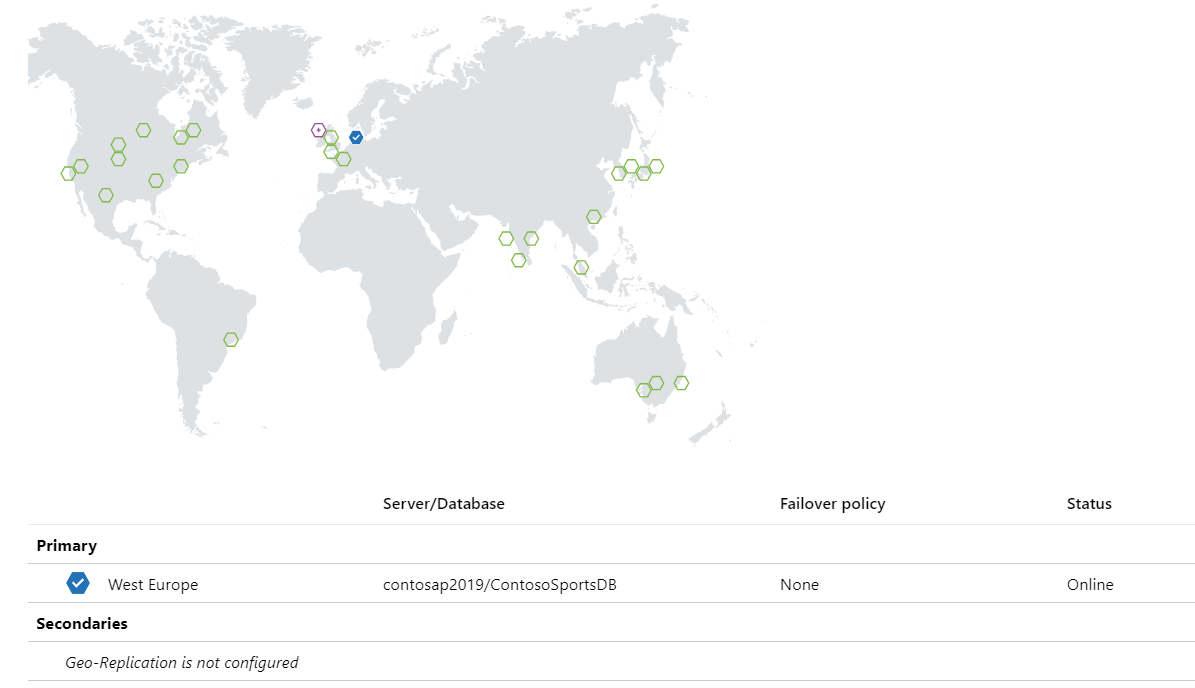 Server/Database Failover policy Status
Primary
West Europe contosap2019/ContosoSportsDB None Online
Secondaries
Geo-Replication is not configured